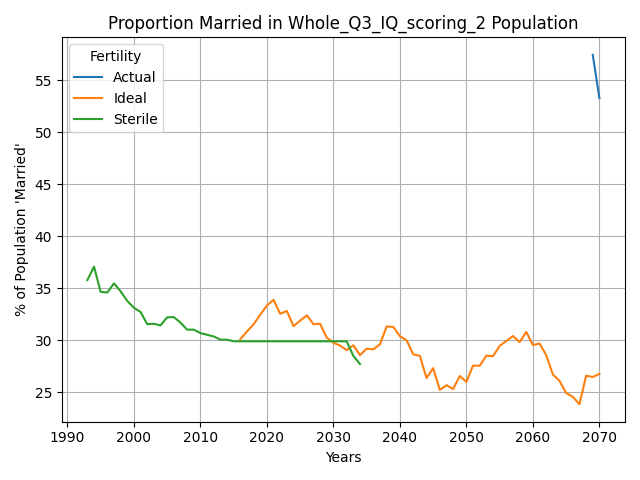 Proportion Married in Whole_Q3_IQ_scoring_2 Population
Fertility
Actual
Ideal
Sterile
% of Population 'Married'
55
50
45
40
35
30
25
1990 2000 2010 2020 2030 2040 2050 2060 2070
Years